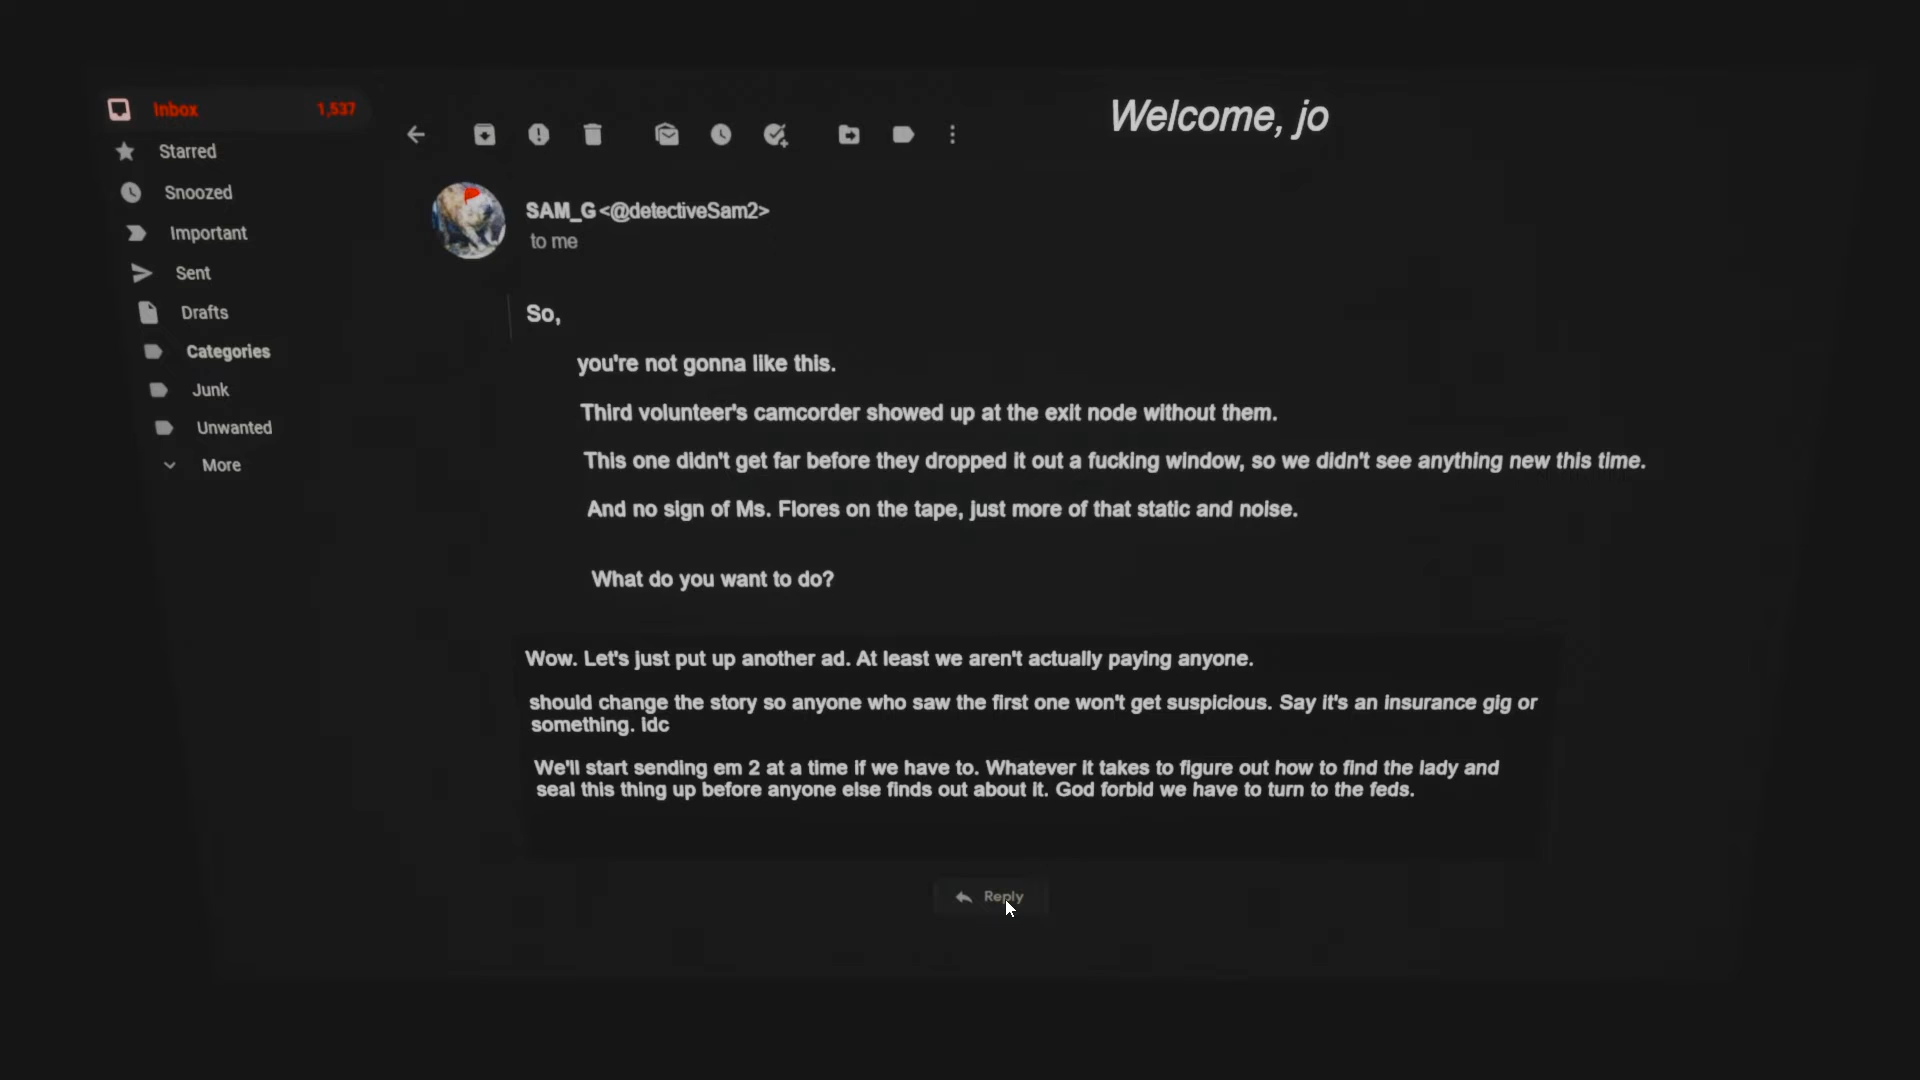 Inbox 1,537
Starred
Snoozed
Important
Sent
Drafts
Categories
Junk
Unwanted
More
Welcome, jo
SAM_G <@detectiveSam2>
to me
So,
you're not gonna like this.
Third volunteer's camcorder showed up at the exit node without them.
This one didn't get far before they dropped it out a fucking window, so we didn't see anything new this time.
And no sign of Ms. Flores on the tape, just more of that static and noise.
What do you want to do?
Wow. Let's just put up another ad. At least we aren't actually paying anyone.
should change the story so anyone who saw the first one won't get suspicious. Say it's an insurance gig or
something. idc
We'll start sending em 2 at a time if we have to. Whatever it takes to figure out how to find the lady and
seal this thing up before anyone else finds out about it. God forbid we have to turn to the feds.
Reply